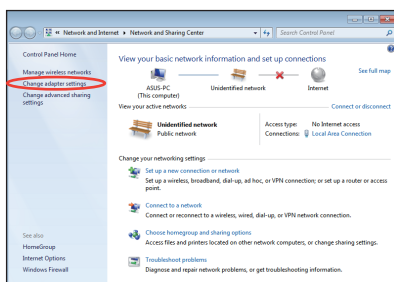 Network and Internet Network and Sharing Center Search Control Panel
Control Panel Home
Manage wireless networks
Change adapter settings
Change advanced sharing
settings
View your basic network information and set up connections
See full map
ASUS-PC Unidentified network Internet
(This computer)
View your active networks Connect or disconnect
Unidentified network
Public network
Access type: No Internet access
Connections: Local Area Connection
Change your networking settings
Set up a new connection or network
Set up a wireless, broadband, dial-up, ad hoc, or VPN connection; or set up a router or access
point.
Connect to a network
Connect or reconnect to a wireless, wired, dial-up, or VPN network connection.
Choose homegroup and sharing options
Access files and printers located on other network computers, or change sharing settings.
Troubleshoot problems
Diagnose and repair network problems, or get troubleshooting information.
See also
HomeGroup
Internet Options
Windows Firewall